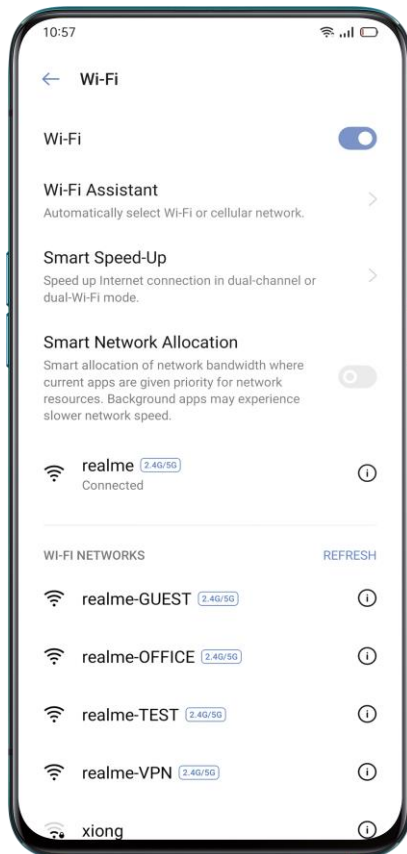 10:57
Wi-Fi
Wi-Fi
Wi-Fi Assistant
Automatically select Wi-Fi or cellular network.
Smart Speed-Up
Speed up Internet connection in dual-channel or
dual-Wi-Fi mode.
Smart Network Allocation
Smart allocation of network bandwidth where
current apps are given priority for network
resources. Background apps may experience
slower network speed.
realme 2.4G/5G
Connected
WI-FI NETWORKS REFRESH
realme-GUEST 2.4G/5G
realme-OFFICE 2.4G/5G
realme-TEST 2.4G/5G
realme-VPN 2.4G/5G
xiong